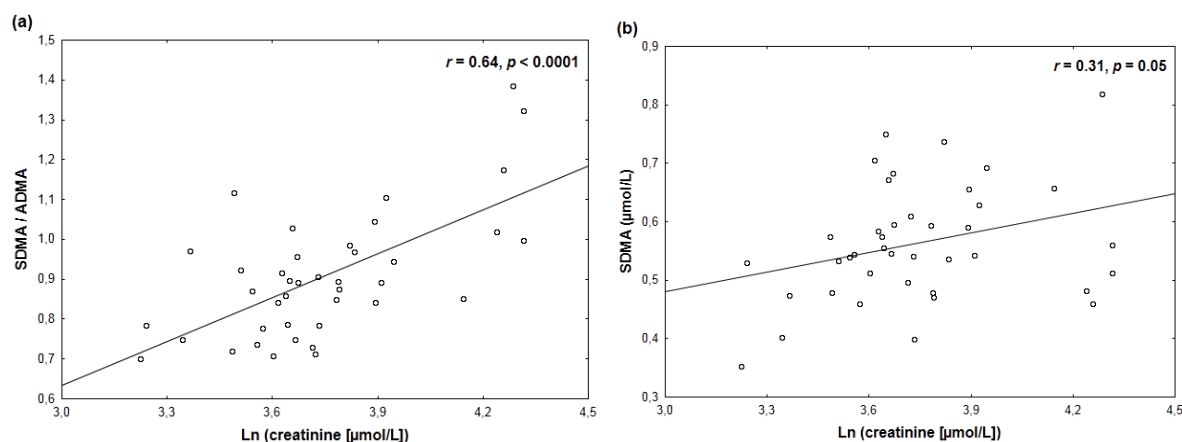 (a)
r = 0.64, p < 0.0001
SDMA / ADMA
1,5
1,4
1,3
1,2
1,1
1,0
0,9
0,8
0,7
0,6
3,0 3,3 3,6 3,9 4,2 4,5
Ln (creatinine [µmol/L])
(b)
r = 0.31, p = 0.05
SDMA (µmol/L)
0,9
0,8
0,7
0,6
0,5
0,4
0,3
3,0 3,3 3,6 3,9 4,2 4,5
Ln (creatinine [µmol/L])